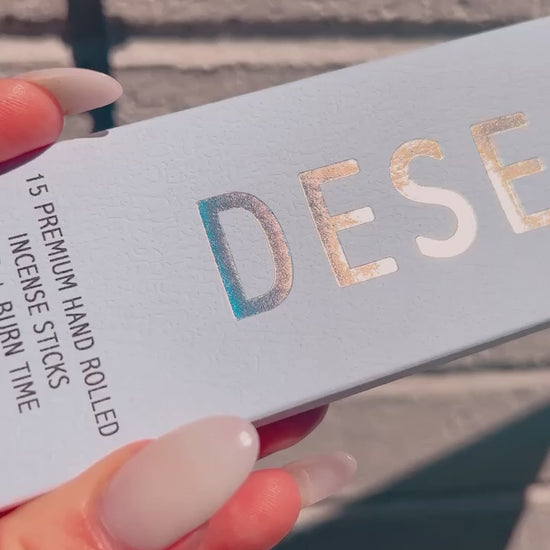 15 PREMIUM HAND ROLLED
INCENSE STICKS
BURN TIME
DESE